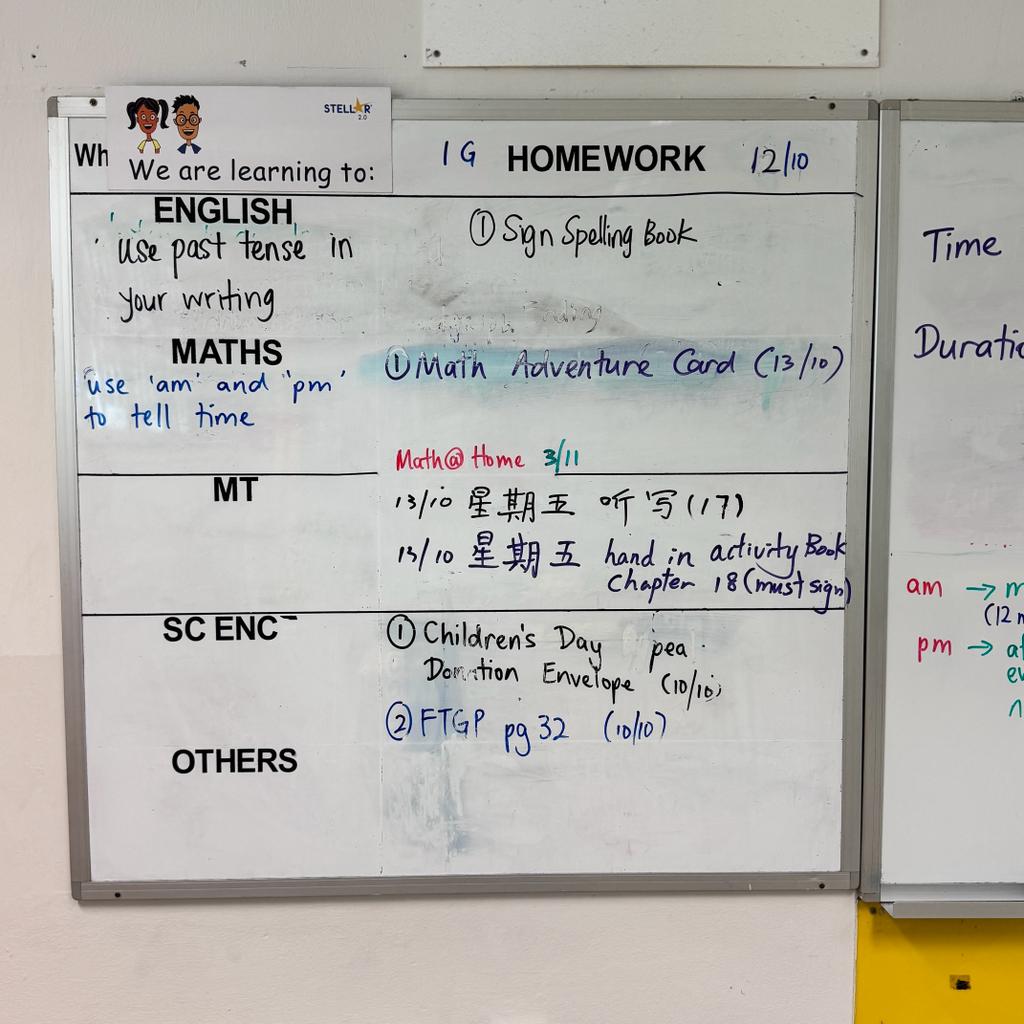 STELLAR
2.0
Wh
We are learning to:
1G HOMEWORK 12/10
ENGLISH
use past tense in
your writing
① Sign Spelling Book
MATHS
use 'am' and 'pm'
to tell time
① Math Adventure Card (13/10)
Math@Home 3/11
MT
13/10 星期五 听写(17)
13/10 星期五 hand in activity Book
Chapter 18 (must sign)
SC ENC
① Children's Day pea
Donation Envelope (10/10)
② FTGP pg 32 (10/10)
OTHERS
Time
Duratio
am →
(12
pm →